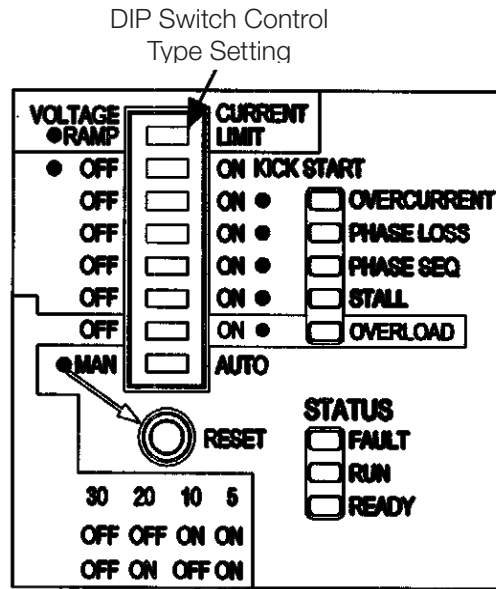 DIP Switch Control
Type Setting
VOLTAGE CURRENT
RAMP LIMIT
OFF ON KICK START
OFF ON OVERCURRENT
OFF ON PHASE LOSS
OFF ON PHASE SEQ
OFF ON STALL
OFF ON OVERLOAD
MAN AUTO
RESET
STATUS
FAULT
RUN
READY
30 20 10 5
OFF OFF ON ON
OFF ON OFF ON